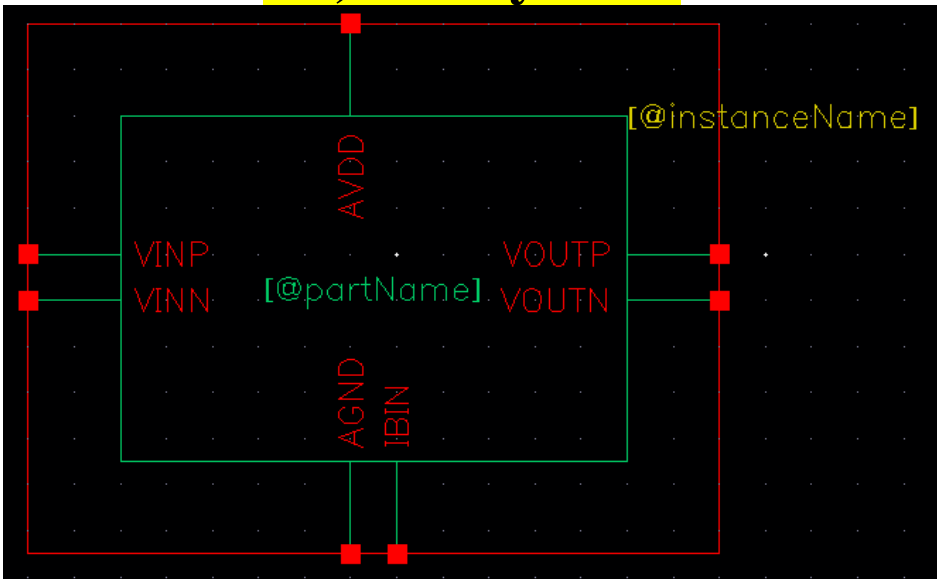 [@instanceName]
AVDD
VINP
VOUTP
[@partName]
VINN
VOUTN
AGND
IBIN